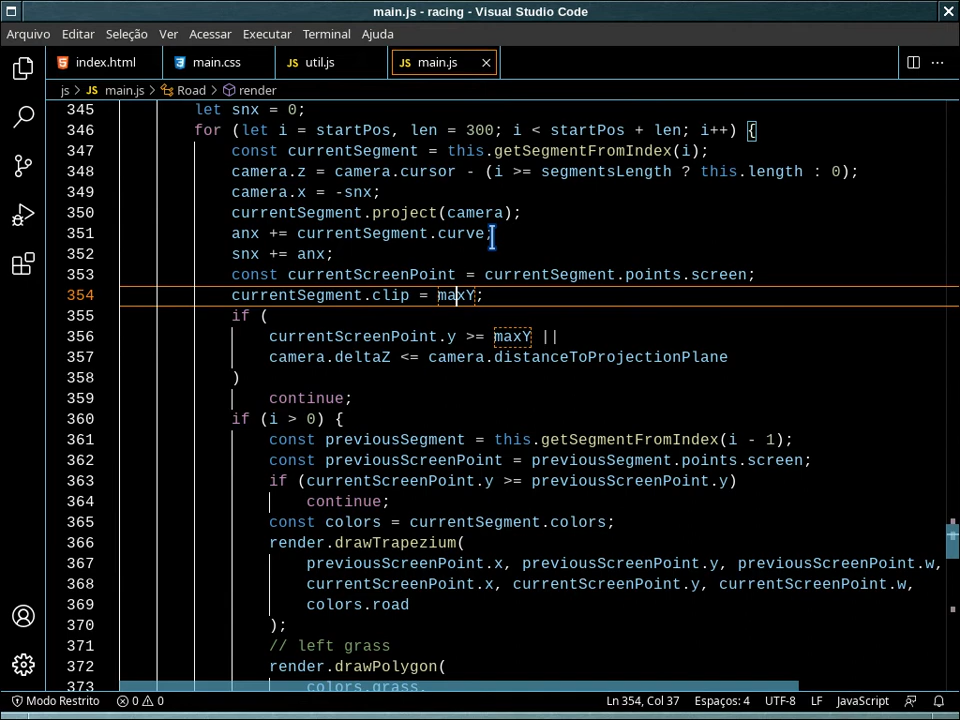 main.js - racing - Visual Studio Code
Arquivo Editar Seleção Ver Acessar Executar Terminal Ajuda
index.html main.css JS util.js JS main.js
js > JS main.js > Road > render
345 let snx = 0;
346 for (let i = startPos, len = 300; i < startPos + len; i++) {
347 const currentSegment = this.getSegmentFromIndex(i);
348 camera.z = camera.cursor - (i >= segmentsLength ? this.length : 0);
349 camera.x = -snx;
350 currentSegment.project(camera);
351 anx += currentSegment.curve;
352 snx += anx;
353 const currentScreenPoint = currentSegment.points.screen;
354 currentSegment.clip = maxY;
355 if (
356 currentScreenPoint.y >= maxY ||
357 camera.deltaZ <= camera.distanceToProjectionPlane
358 )
359 continue;
360 if (i > 0) {
361 const previousSegment = this.getSegmentFromIndex(i - 1);
362 const previousScreenPoint = previousSegment.points.screen;
363 if (currentScreenPoint.y >= previousScreenPoint.y)
364 continue;
365 const colors = currentSegment.colors;
366 render.drawTrapezium(
367 previousScreenPoint.x, previousScreenPoint.y, previousScreenPoint.w,
368 currentScreenPoint.x, currentScreenPoint.y, currentScreenPoint.w,
369 colors.road
370 );
371 // left grass
372 render.drawPolygon(
373 colors.grass,
Modo Restrito 0 0 Ln 354, Col 37 Espaços: 4 UTF-8 LF JavaScript